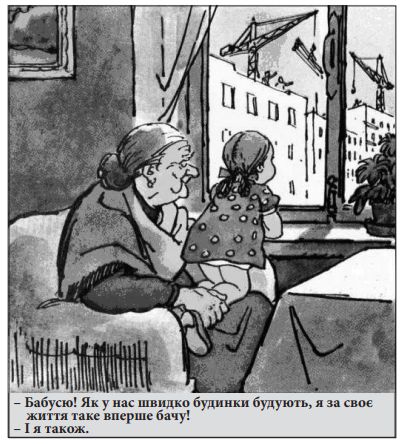 – Бабусю! Як у нас швидко будинки будують, я за своє
життя таке вперше бачу!
– І я також.